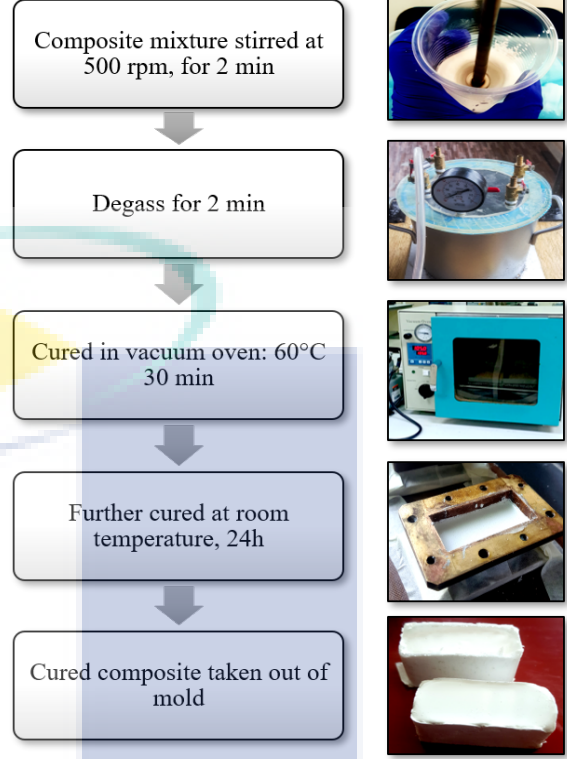 Composite mixture stirred at
500 rpm, for 2 min
Degass for 2 min
Cured in vacuum oven: 60°C
30 min
Further cured at room
temperature, 24h
Cured composite taken out of
mold